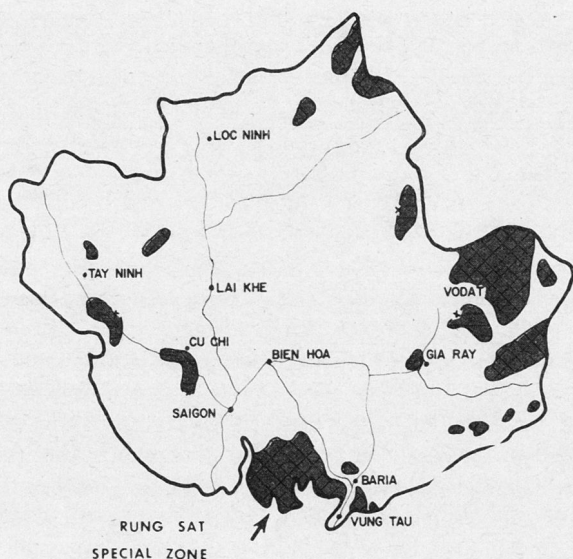 LOC NINH
TAY NINH
LAI KHE
VODAT
CU CHI
BIEN HOA
GIA RAY
SAIGON
BARIA
VUNG TAU
RUNG SAT
SPECIAL ZONE